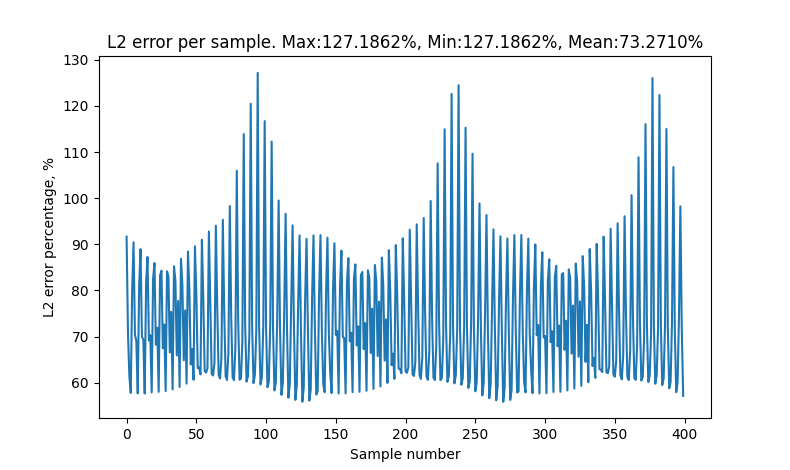 L2 error per sample. Max:127.1862%, Min:127.1862%, Mean:73.2710%
130
120
110
100
90
80
70
60
L2 error percentage, %
0 50 100 150 200 250 300 350 400
Sample number